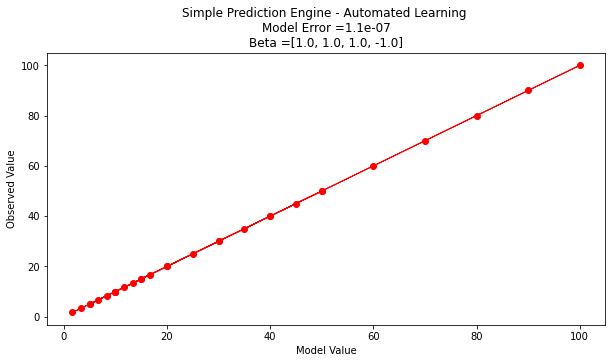 Simple Prediction Engine - Automated Learning
Model Error =1.1e-07
Beta =[1.0, 1.0, 1.0, -1.0]
100
80
60
40
20
0
Observed Value
0 20 40 60 80 100
Model Value